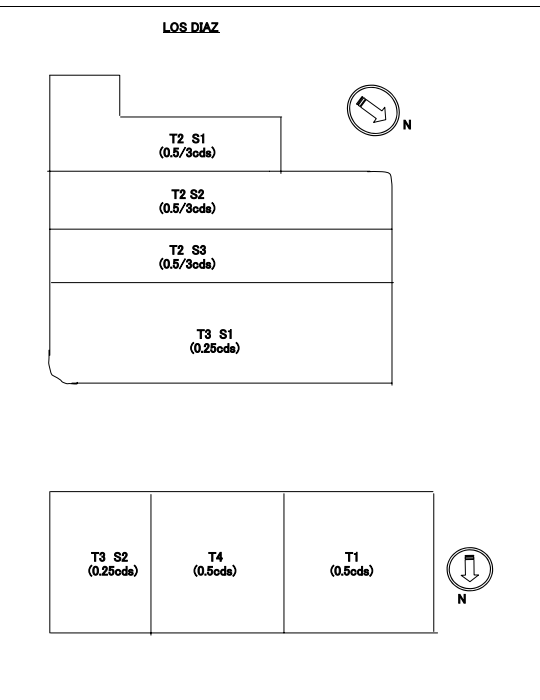 LOS DIAZ
N
T2 S1
(0.5/3cds)
T2 S2
(0.5/3cds)
T2 S3
(0.5/3cds)
T3 S1
(0.25cds)
T3 S2
(0.25cds)
T4
(0.5cds)
T1
(0.5cds)
N